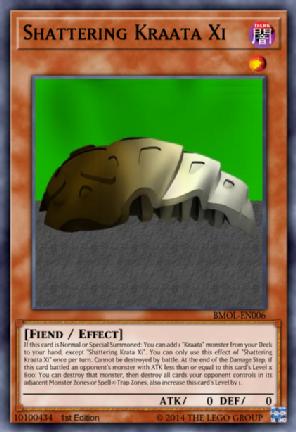 Shattering Kraata Xi
DARK
闇
BMOL-EN006
[Fiend / Effect]
If this card is Normal or Special Summoned: You can add 1 "Kraata" monster from your Deck
to your hand, except "Shattering Krata Xi". You can only use this effect of "Shattering
Krata Xi" once per turn. Cannot be destroyed by battle. At the end of the Damage Step, if
this card battled an opponent's monster with ATK less than or equal to this card's Level x
600: You can destroy that monster, then destroy all cards your opponent controls in its
adjacent Monster Zones or Spell & Trap Zones, also increase this card's Level by 1.
ATK/ 0 DEF/ 0
10100434 1st Edition ©2014 THE LEGO GROUP